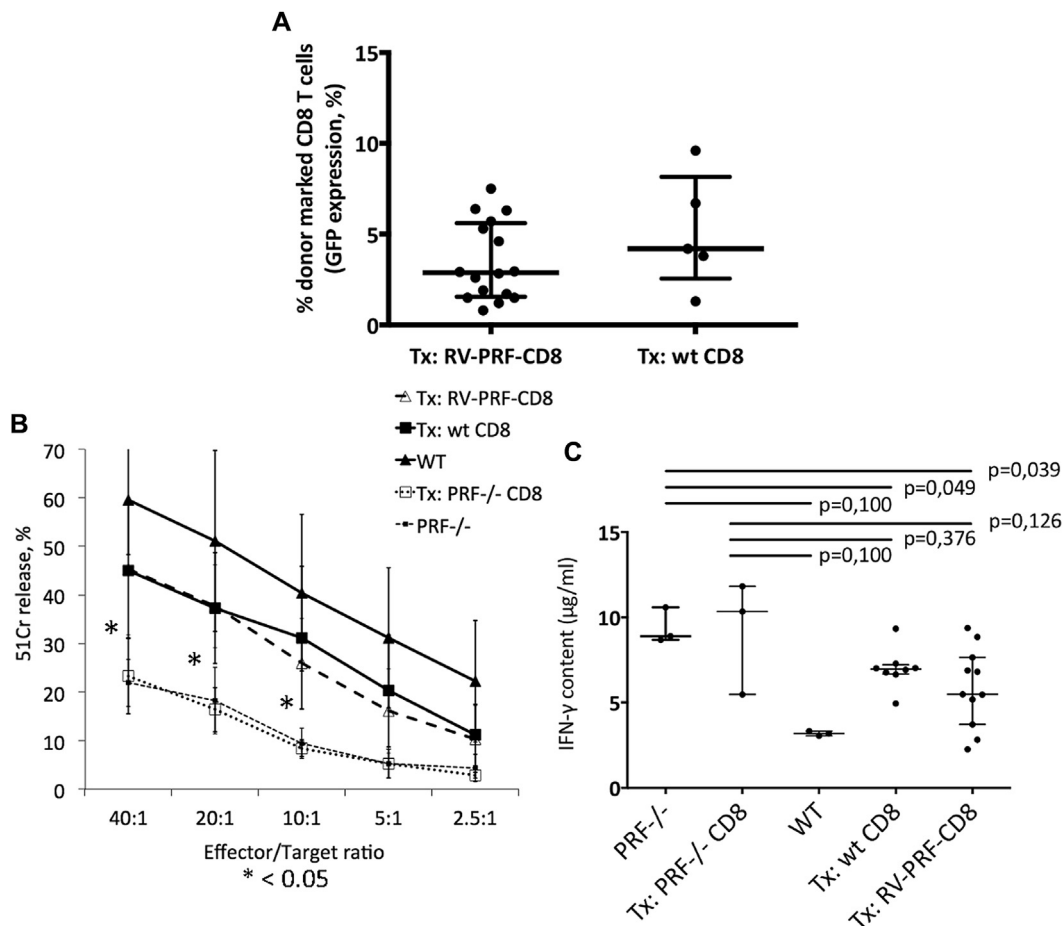 A
% donor marked CD8 T cells
(GFP expression, %)
15
10
5
0
Tx: RV-PRF-CD8
Tx: wt CD8
B
Tx: RV-PRF-CD8
Tx: wt CD8
WT
Tx: PRF-/- CD8
PRF-/-
51Cr release, %
70
60
50
40
30
20
10
0
*
*
*
40:1
20:1
10:1
5:1
2.5:1
Effector/Target ratio
* < 0.05
C
p=0,039
p=0,049
p=0,100
p=0,126
p=0,376
p=0,100
IFN-γ content (µg/ml)
15
10
5
0
PRF-/-
Tx: PRF-/- CD8
WT
Tx: wt CD8
Tx: RV-PRF-CD8